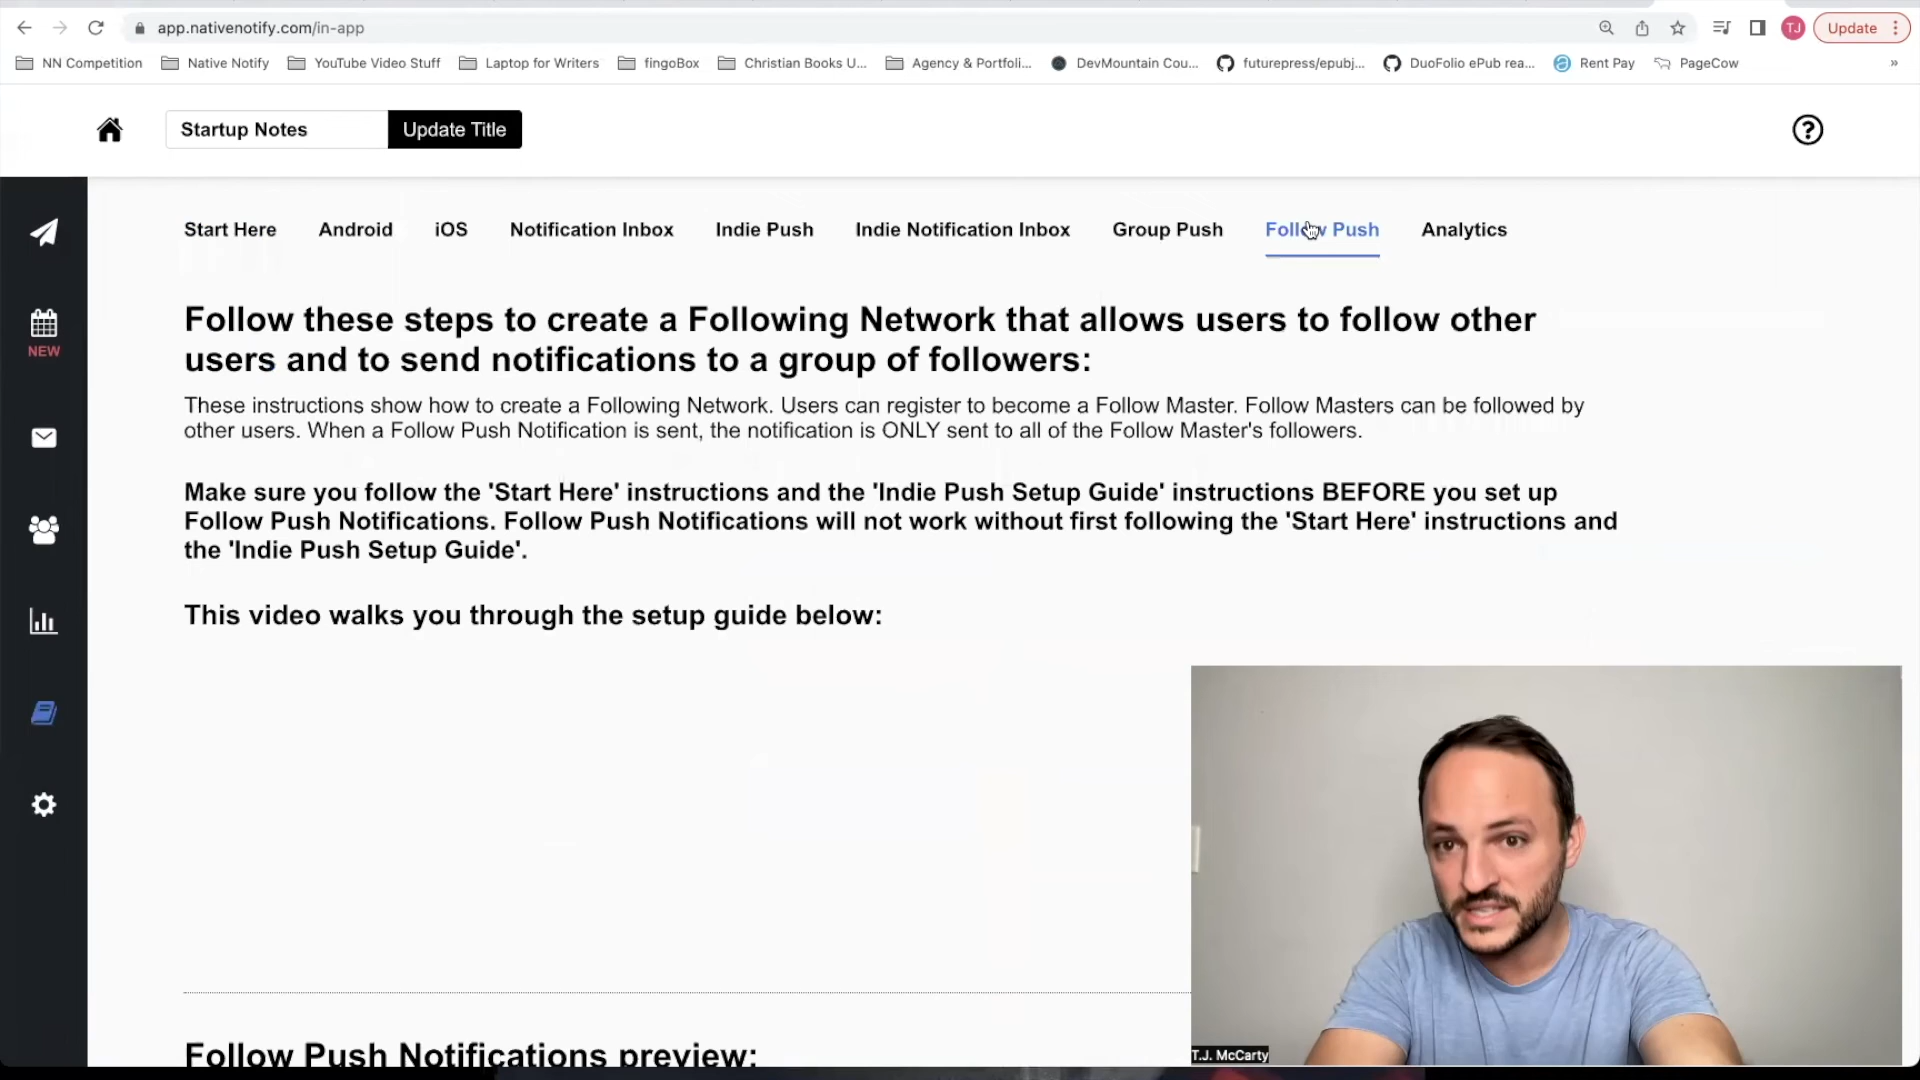 app.nativenotify.com/in-app
TJ
Update
NN Competition
Native Notify
YouTube Video Stuff
Laptop for Writers
fingoBox
Christian Books U...
Agency & Portfoli...
DevMountain Cou...
futurepress/epubj...
DuoFolio ePub rea...
Rent Pay
PageCow
»
Startup Notes
Update Title
?
Start Here
Android
iOS
Notification Inbox
Indie Push
Indie Notification Inbox
Group Push
Follow Push
Analytics
NEW
Follow these steps to create a Following Network that allows users to follow other
users and to send notifications to a group of followers:
These instructions show how to create a Following Network. Users can register to become a Follow Master. Follow Masters can be followed by
other users. When a Follow Push Notification is sent, the notification is ONLY sent to all of the Follow Master's followers.
Make sure you follow the 'Start Here' instructions and the 'Indie Push Setup Guide' instructions BEFORE you set up
Follow Push Notifications. Follow Push Notifications will not work without first following the 'Start Here' instructions and
the 'Indie Push Setup Guide'.
This video walks you through the setup guide below:
T.J. McCarty
Follow Push Notifications preview: